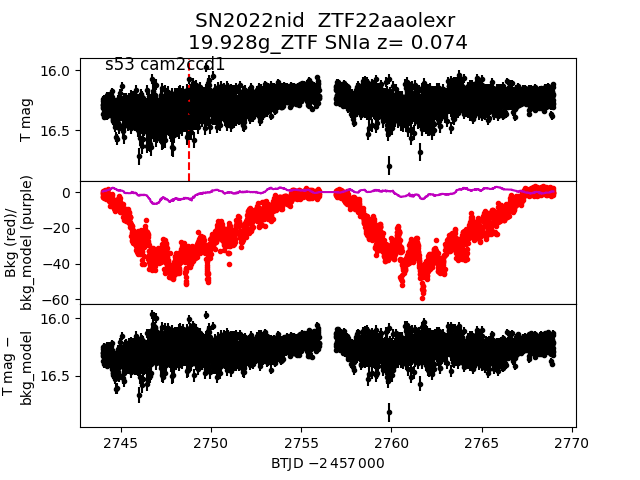 SN2022nid  ZTF22aaolexr
19.928g_ZTF SNIa z= 0.074
s53 cam2ccd1
16.0
16.5
T mag
0
−20
−40
−60
Bkg (red)/
bkg_model (purple)
16.0
16.5
T mag −
bkg_model
2745
2750
2755
2760
2765
2770
BTJD −2 457 000